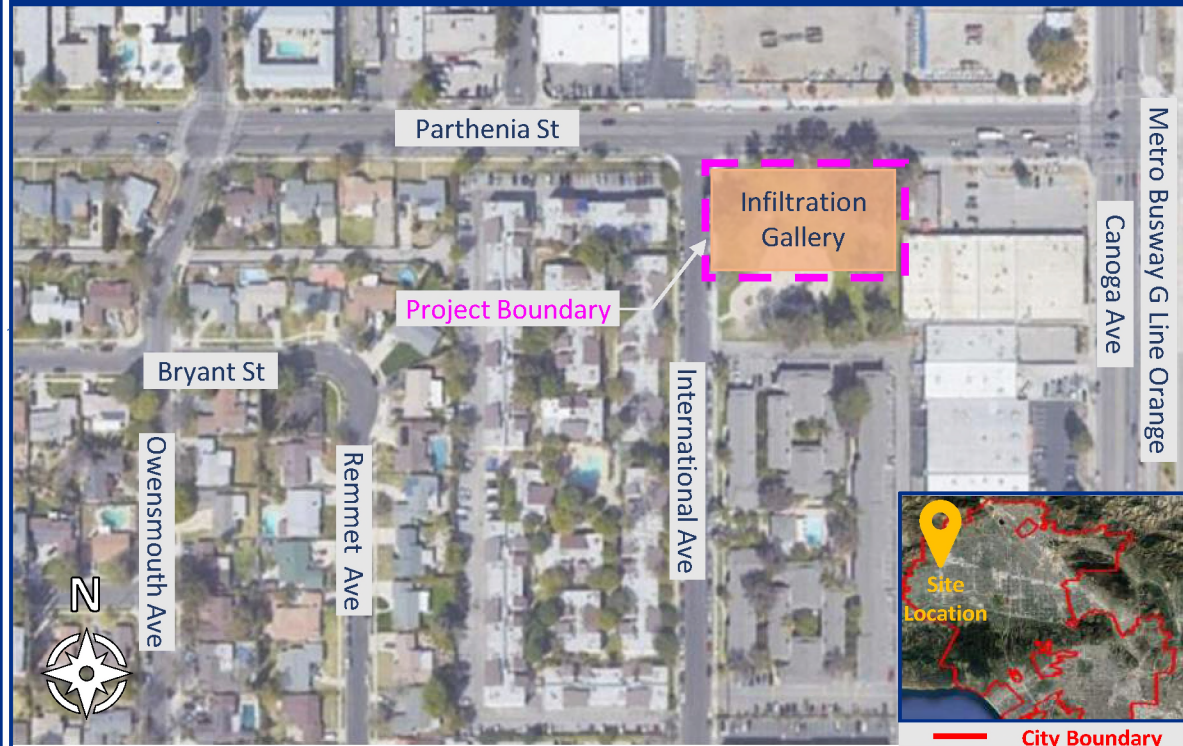 Parthenia St
Infiltration
Gallery
Project Boundary
Bryant St
Owensmouth Ave
Remmet Ave
International Ave
Canoga Ave
Metro Busway G Line Orange
N
Site
Location
City Boundary